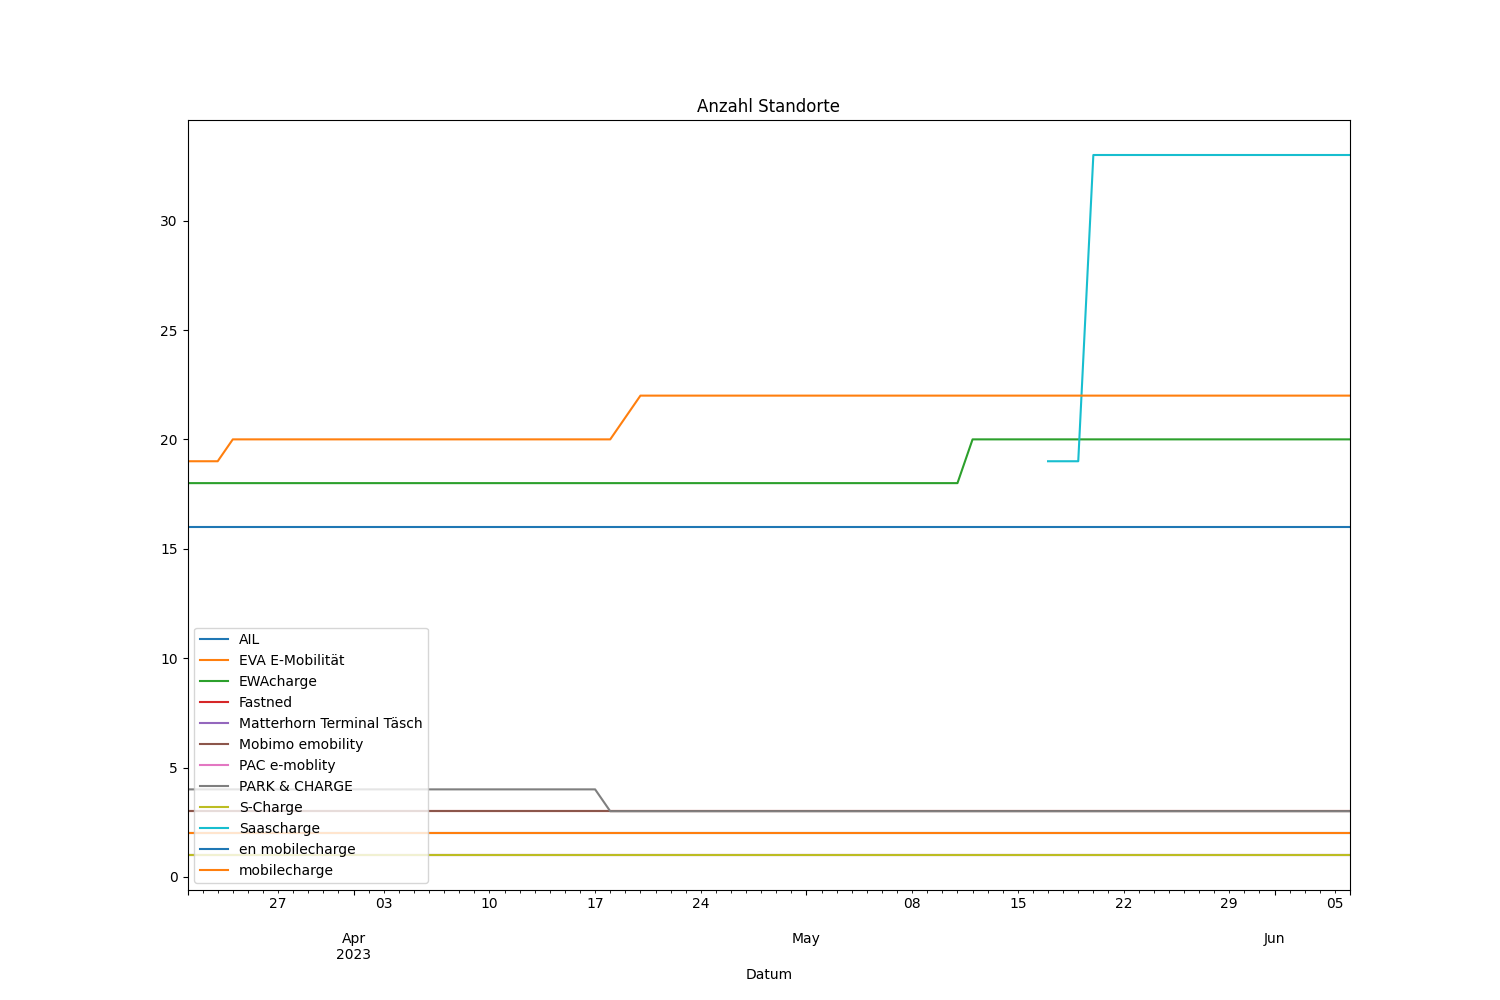 Anzahl Standorte
30
25
20
15
10
5
0
AIL
EVA E-Mobilität
EWAcharge
Fastned
Matterhorn Terminal Täsch
Mobimo emobility
PAC e-moblity
PARK & CHARGE
S-Charge
Saascharge
en mobilecharge
mobilecharge
27 03 10 17 24 08 15 22 29 05
Apr May Jun
2023
Datum